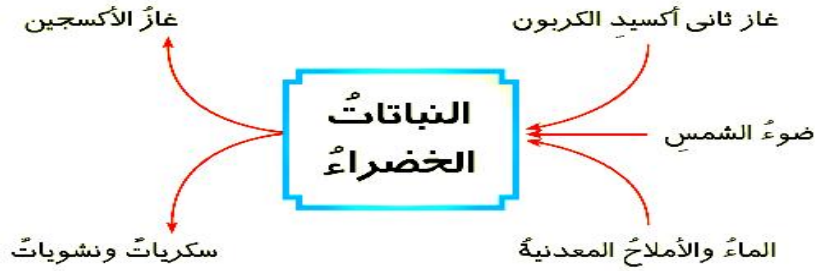 غاز ثانى أكسيدِ الكربون
غازُ الأكسجين
النباتاتُ
الخضراءُ
ضوءُ الشمسِ
الماءُ والأملاحُ المعدنيةُ
سكرياتٌ ونشوياتٌ